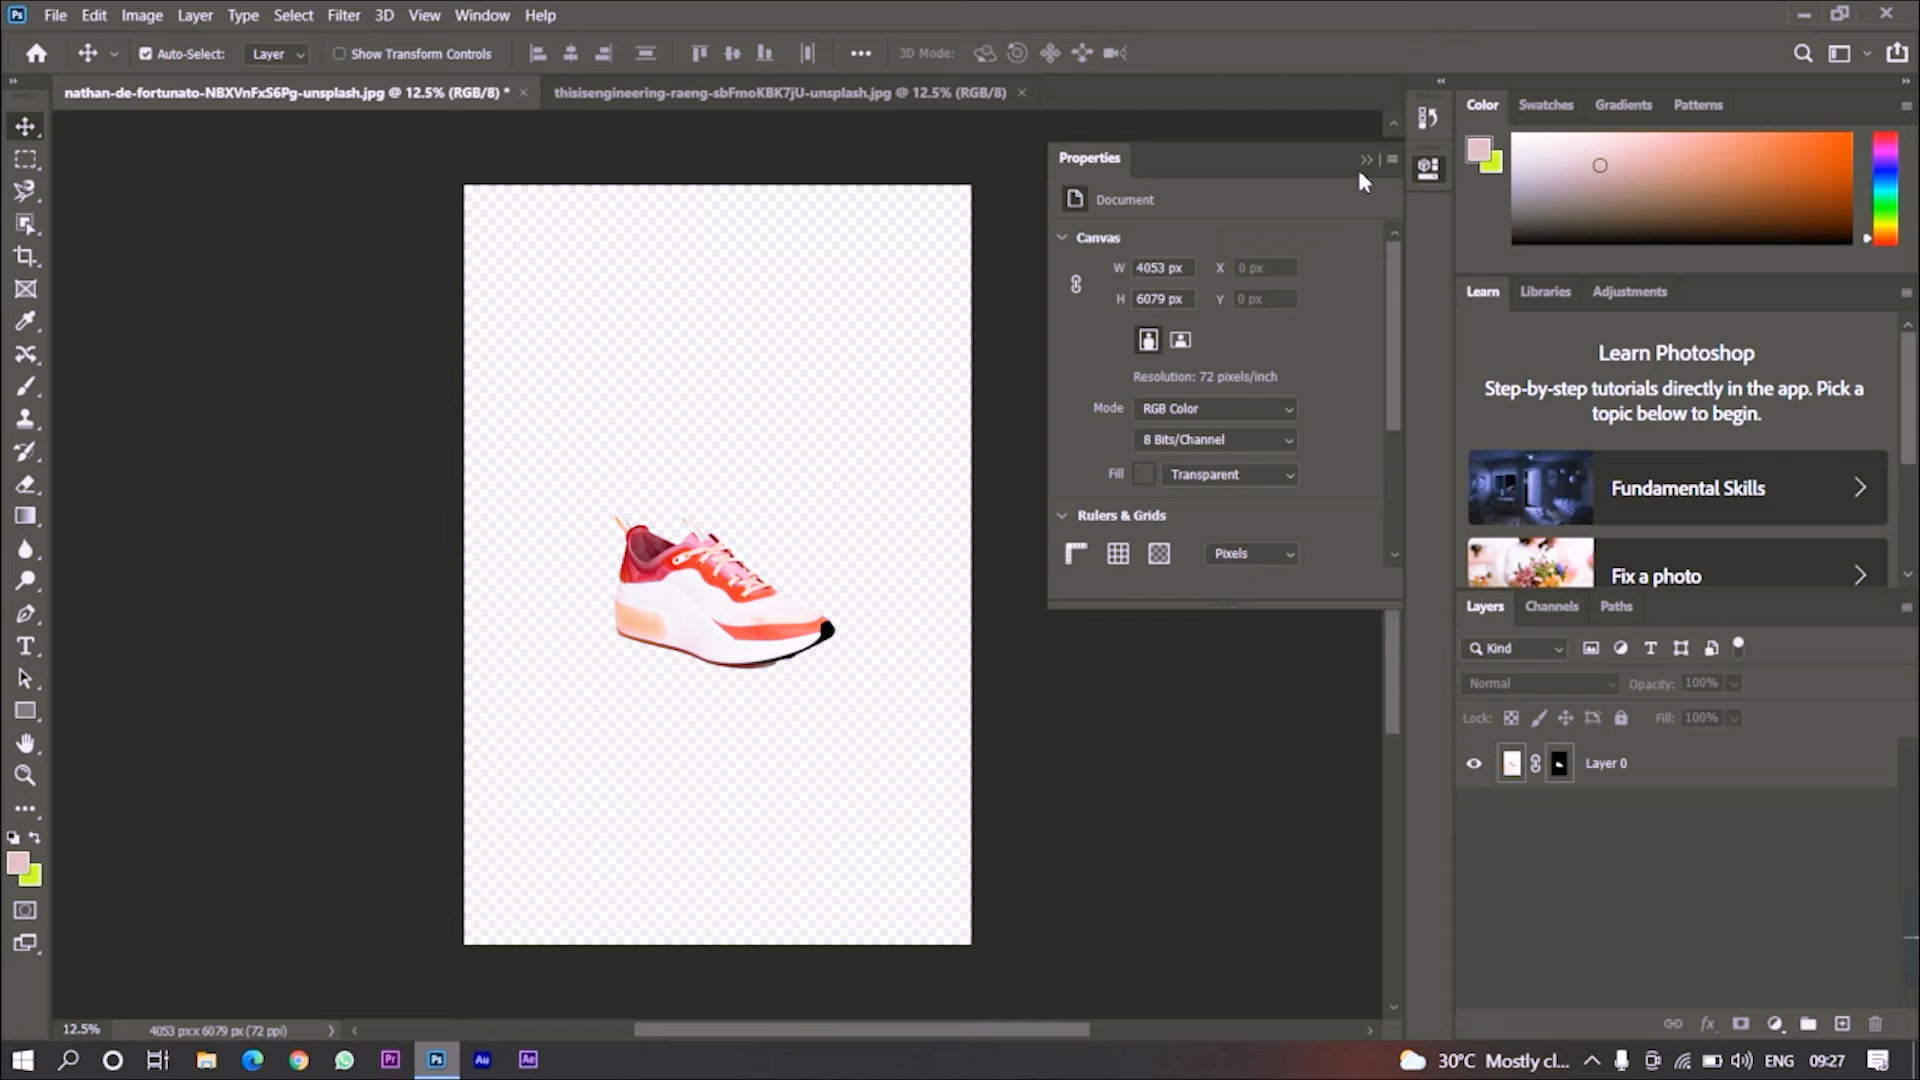 Ps File Edit Image Layer Type Select Filter 3D View Window Help
Auto-Select: Layer Show Transform Controls ••• 3D Mode:
nathan-de-fortunato-NBXVnFxS6Pg-unsplash.jpg @ 12.5% (RGB/8) * × thisisengineering-raeng-sbFmoKBK7jU-unsplash.jpg @ 12.5% (RGB/8) ×
Properties
Document
Canvas
W 4053 px X 0 px
H 6079 px Y 0 px
Resolution: 72 pixels/inch
Mode RGB Color
8 Bits/Channel
Fill Transparent
Rulers & Grids
Pixels
Color Swatches Gradients Patterns
Learn Libraries Adjustments
Learn Photoshop
Step-by-step tutorials directly in the app. Pick a
topic below to begin.
Fundamental Skills
Fix a photo
Layers Channels Paths
Kind
Normal Opacity: 100%
Lock: Fill: 100%
Layer 0
fx
12.5% 4053 px x 6079 px (72 ppi)
Pr Ps Au Ae 30°C Mostly cl... ENG 09:27